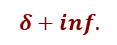 δ + inf.